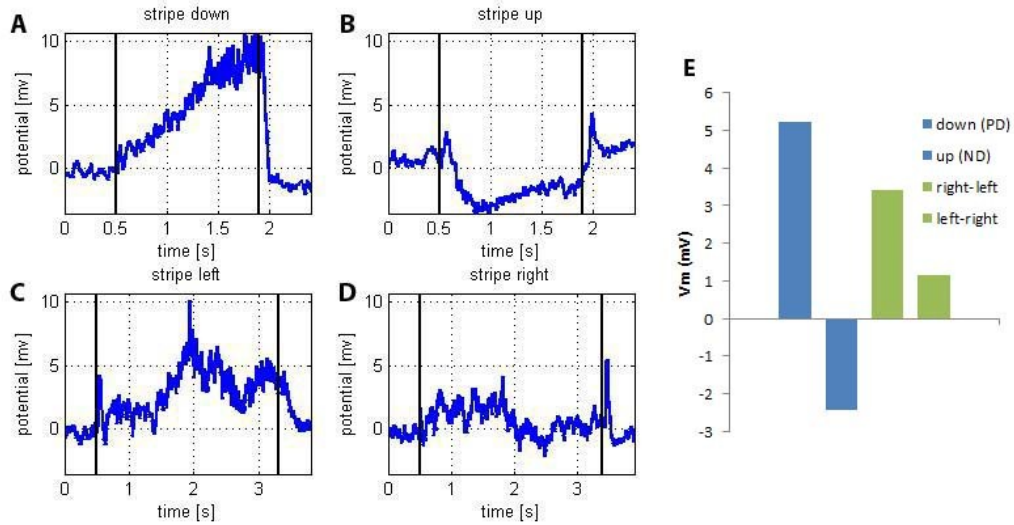 A
stripe down
potential [mv]
10
5
0
0 0.5 1 1.5 2
time [s]
B
stripe up
potential [mv]
10
5
0
0 0.5 1 1.5 2
time [s]
C
stripe left
potential [mv]
10
5
0
0 1 2 3
time [s]
D
stripe right
potential [mv]
10
5
0
0 1 2 3
time [s]
E
Vm (mV)
6
5
4
3
2
1
0
-1
-2
-3
down (PD)
up (ND)
right-left
left-right